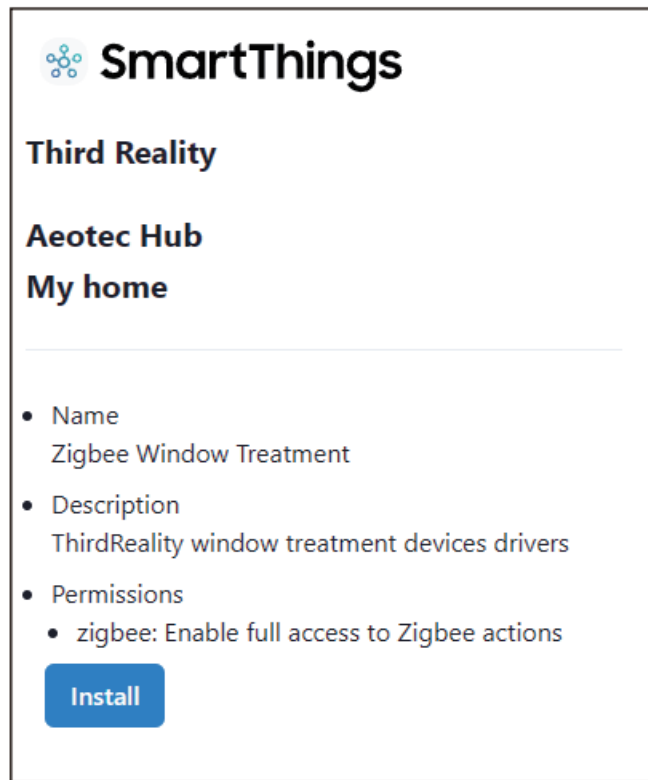 SmartThings
Third Reality
Aeotec Hub
My home
Name
Zigbee Window Treatment
Description
ThirdReality window treatment devices drivers
Permissions
zigbee: Enable full access to Zigbee actions
Install